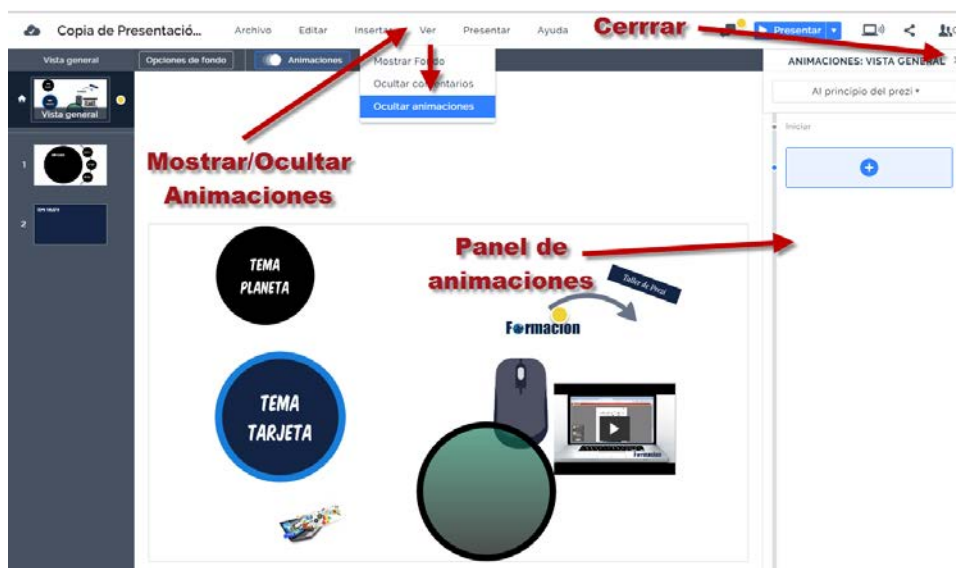 Copia de Presentació...
Archivo
Editar
Insertar
Ver
Presentar
Ayuda
Cerrrar
Presentar
Vista general
Opciones de fondo
Animaciones
Mostrar Fondo
Ocultar comentarios
Ocultar animaciones
ANIMACIONES: VISTA GENERAL
Al principio del prezi
Iniciar
Vista general
1
2
Mostrar/Ocultar
Animaciones
Panel de
animaciones
TEMA
PLANETA
Taller de Prezi
Formación
TEMA
TARJETA
Formación